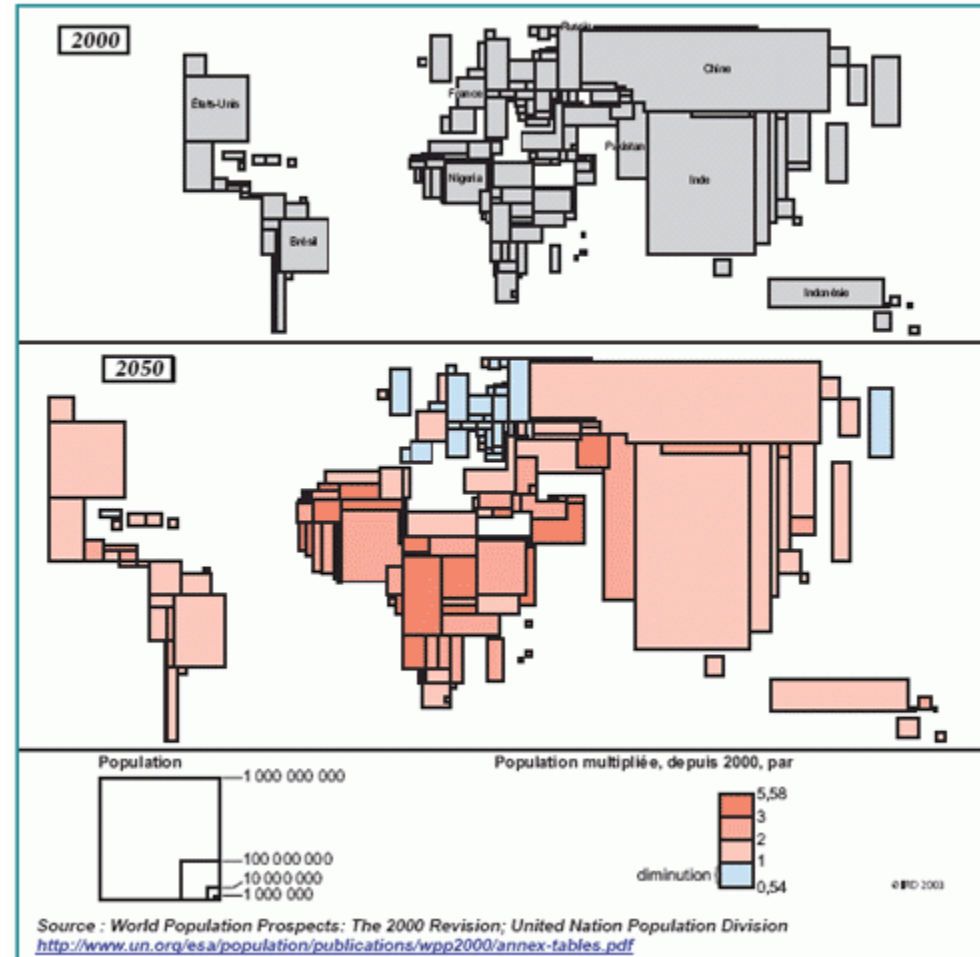 2000
Russie
Chine
États-Unis
France
Pakistan
Nigeria
Inde
Brésil
Indonésie
2050
Population
1 000 000 000
100 000 000
10 000 000
1 000 000
Population multipliée, depuis 2000, par
5,58
3
2
1
diminution
0,54
© IRD 2003
Source : World Population Prospects: The 2000 Revision; United Nation Population Division
http://www.un.org/esa/population/publications/wpp2000/annex-tables.pdf